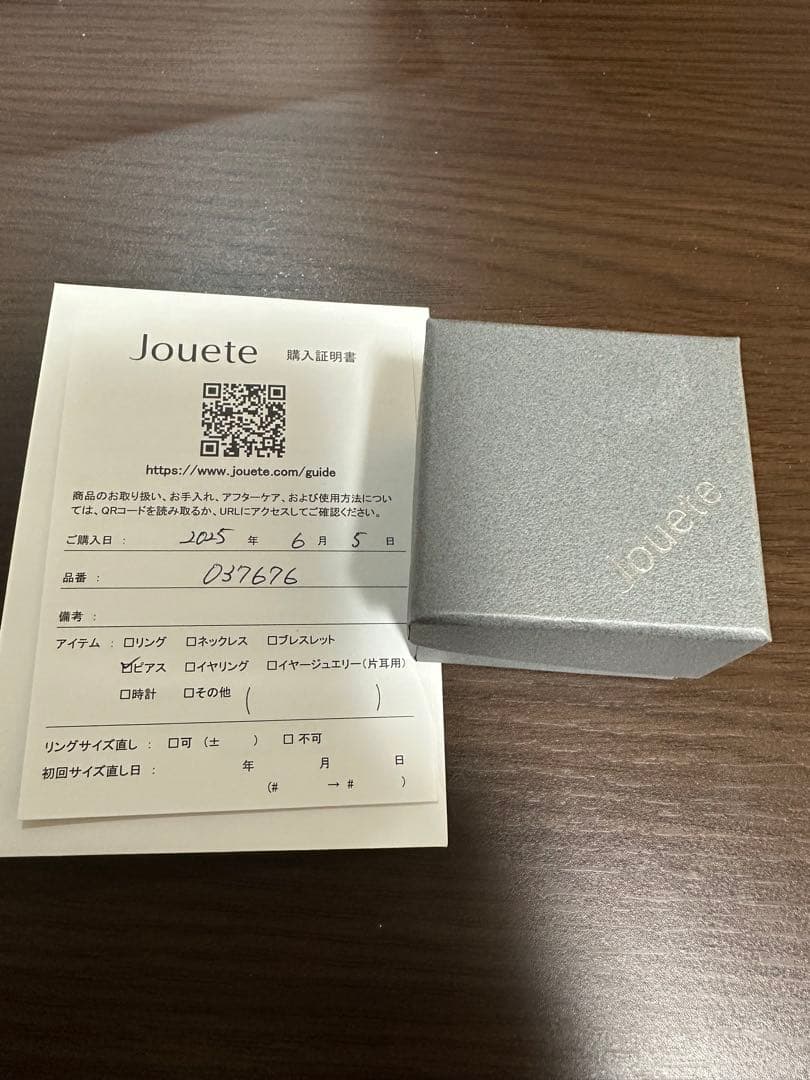 Jouete 購入証明書
https://www.jouete.com/guide
商品のお取り扱い、お手入れ、アフターケア、および使用方法につい
ては、QRコードを読み取るか、URLにアクセスしてご確認ください。
ご購入日 : 2025 年 6 月 5 日
品番 : 037676
備考 :
アイテム : □リング □ネックレス □ブレスレット
☑ピアス □イヤリング □イヤージュエリー(片耳用)
□時計 □その他 ( )
リングサイズ直し : □可 (± ) □ 不可
初回サイズ直し日 : 年 月 日
(# → # )
Jouete